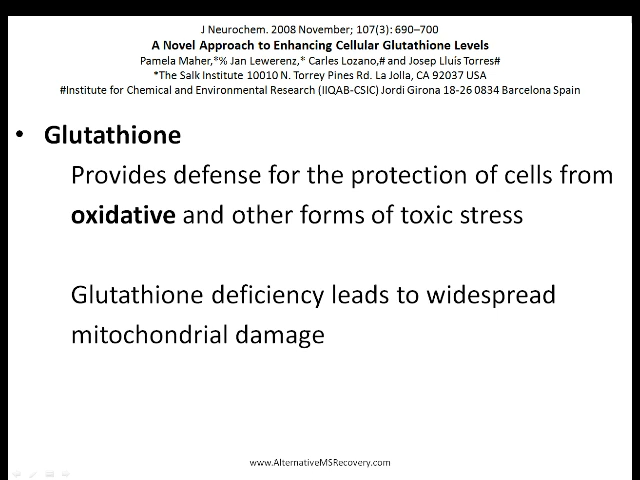 J Neurochem. 2008 November; 107(3): 690–700
A Novel Approach to Enhancing Cellular Glutathione Levels
Pamela Maher,*% Jan Lewerenz,* Carles Lozano,# and Josep Lluís Torres#
*The Salk Institute 10010 N. Torrey Pines Rd. La Jolla, CA 92037 USA
#Institute for Chemical and Environmental Research (IIQAB-CSIC) Jordi Girona 18-26 0834 Barcelona Spain
• Glutathione
Provides defense for the protection of cells from
oxidative and other forms of toxic stress
Glutathione deficiency leads to widespread
mitochondrial damage
www.AlternativeMSRecovery.com